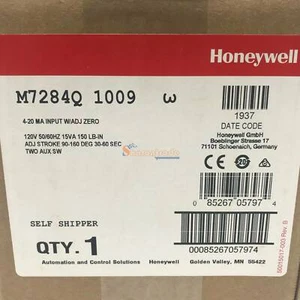 Honeywell
M7284Q 1009 ω
4-20 MA INPUT W/ADJ ZERO
1937
DATE CODE
120V 50/60HZ 15VA 150 LB-IN
ADJ STROKE 90-160 DEG 30-60 SEC
TWO AUX SW
Honeywell GmbH
Boeblinger Strasse 17
71101 Schoenaich, Germany
0 85267 05797 4
SELF SHIPPER
QTY. 1
00085267057974
Automation and Control Solutions Honeywell Golden Valley, MN 55422